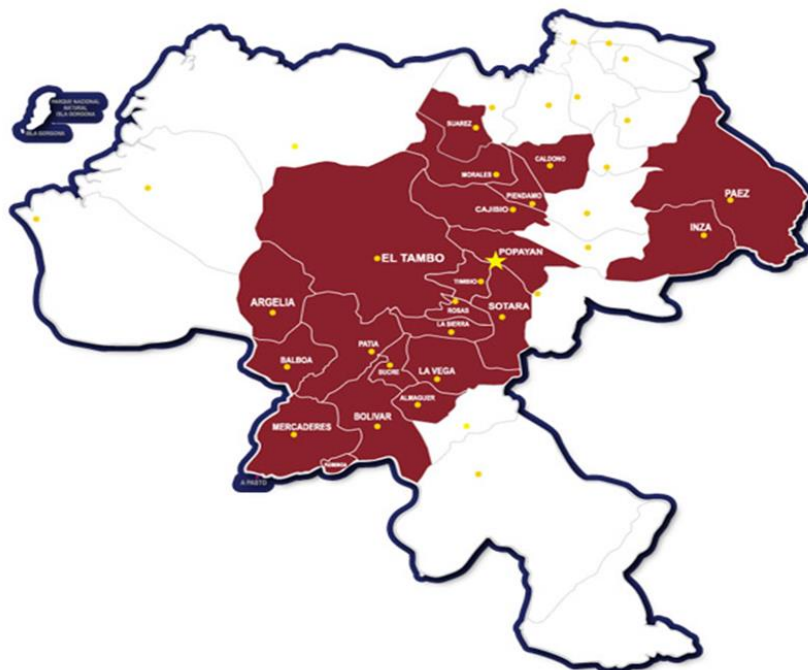 PARQUE NACIONAL
NATURAL
ISLA GORGONA
ISLA GORGONA
SUAREZ
CALDONO
MORALES
PIENDAMO
CAJIBIO
PAEZ
INZA
POPAYAN
EL TAMBO
TIMBIO
ARGELIA
ROSAS
SOTARA
LA SIERRA
PATIA
BALBOA
SUCRE
LA VEGA
ALMAGUER
BOLIVAR
MERCADERES
A PASTO